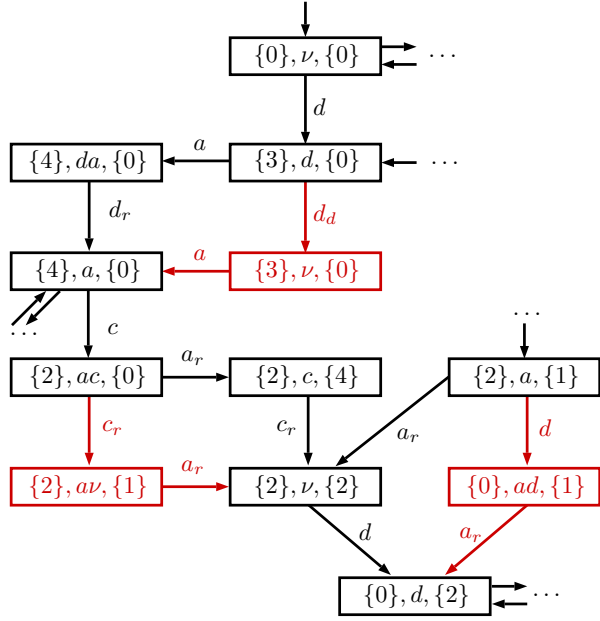 {0}, ν, {0} ⋯
d
{4}, da, {0} a {3}, d, {0} ⋯
d_r d_d
{4}, a, {0} a {3}, ν, {0}
⋯ c ⋯
{2}, ac, {0} a_r {2}, c, {4} {2}, a, {1}
c_r c_r a_r d
{2}, aν, {1} a_r {2}, ν, {2} {0}, ad, {1}
d a_r
{0}, d, {2} ⋯